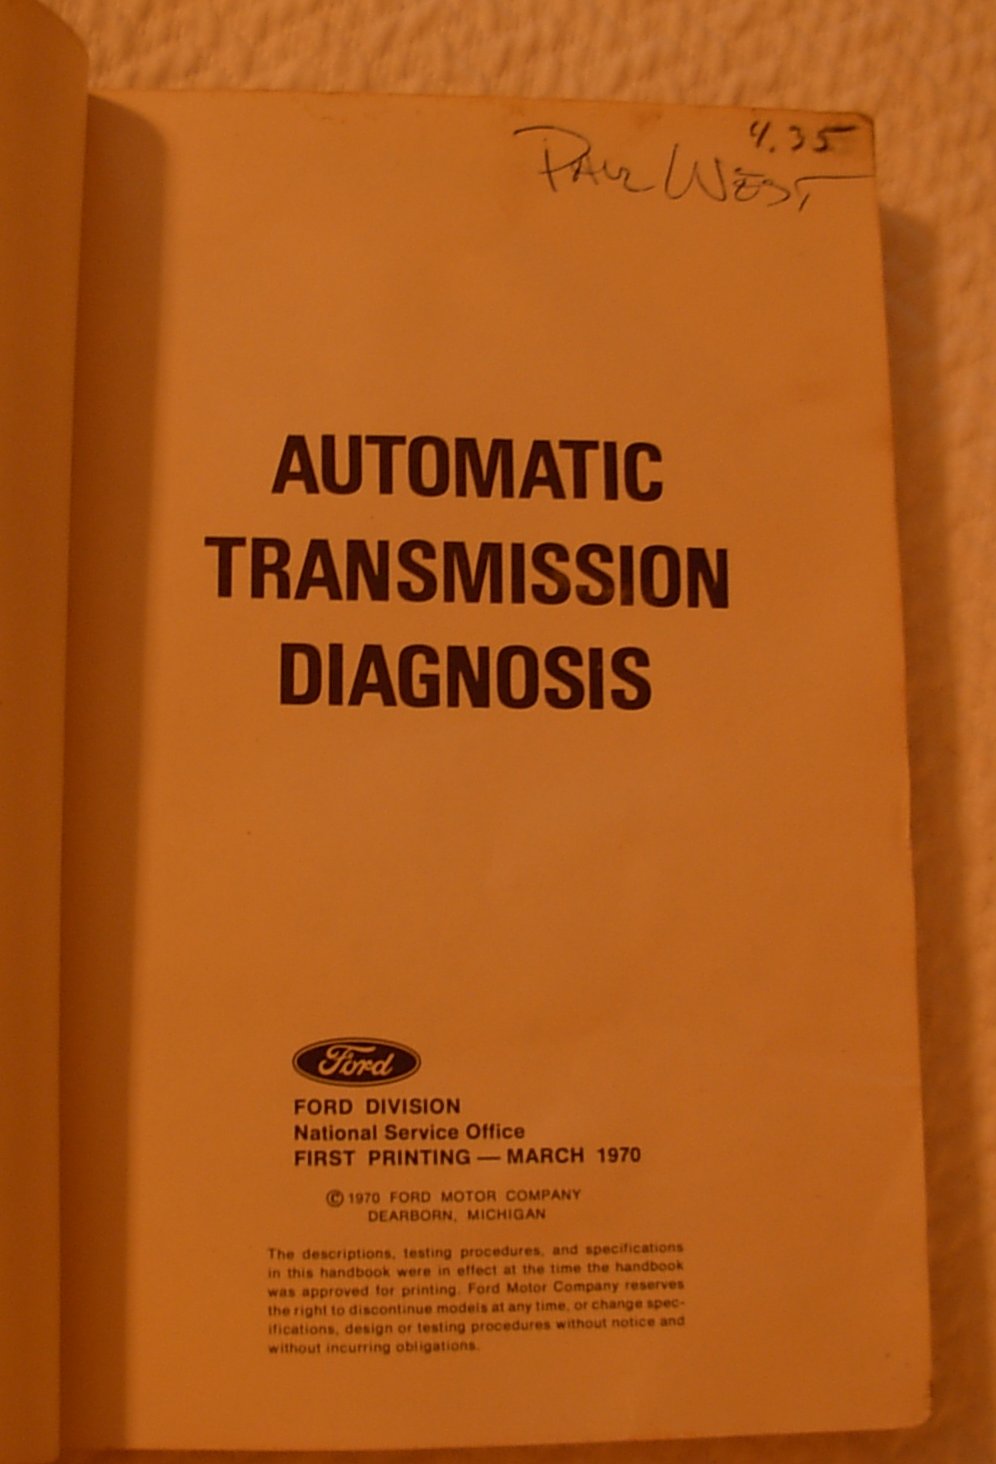 4.35
PAUL WEST
AUTOMATIC
TRANSMISSION
DIAGNOSIS
Ford
FORD DIVISION
National Service Office
FIRST PRINTING — MARCH 1970
© 1970 FORD MOTOR COMPANY
DEARBORN, MICHIGAN
The descriptions, testing procedures, and specifications
in this handbook were in effect at the time the handbook
was approved for printing. Ford Motor Company reserves
the right to discontinue models at any time, or change spec-
ifications, design or testing procedures without notice and
without incurring obligations.